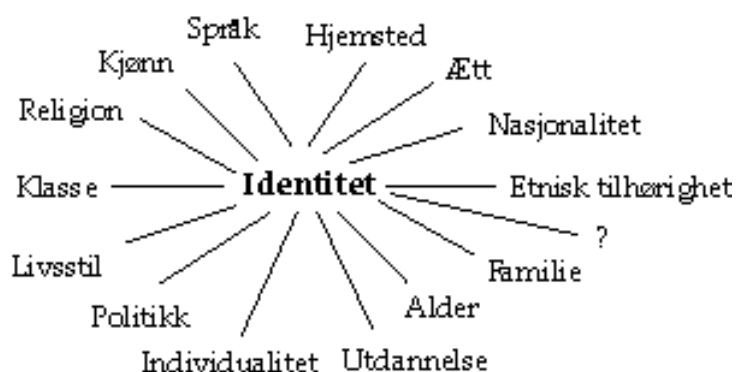 Språk
Hjemsted
Kjønn
Ætt
Religion
Nasjonalitet
Klasse
Identitet
Etnisk tilhørighet
?
Livsstil
Familie
Politikk
Alder
Individualitet
Utdannelse